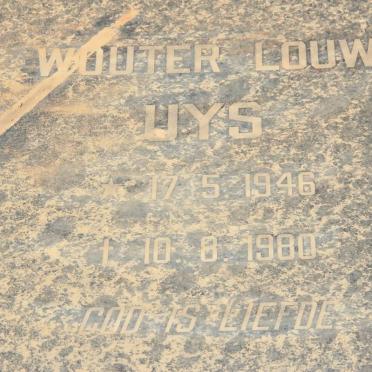 WOUTER LOUW
UYS
* 17.5.1946
† 10.8.1980
GOD IS LIEFDE